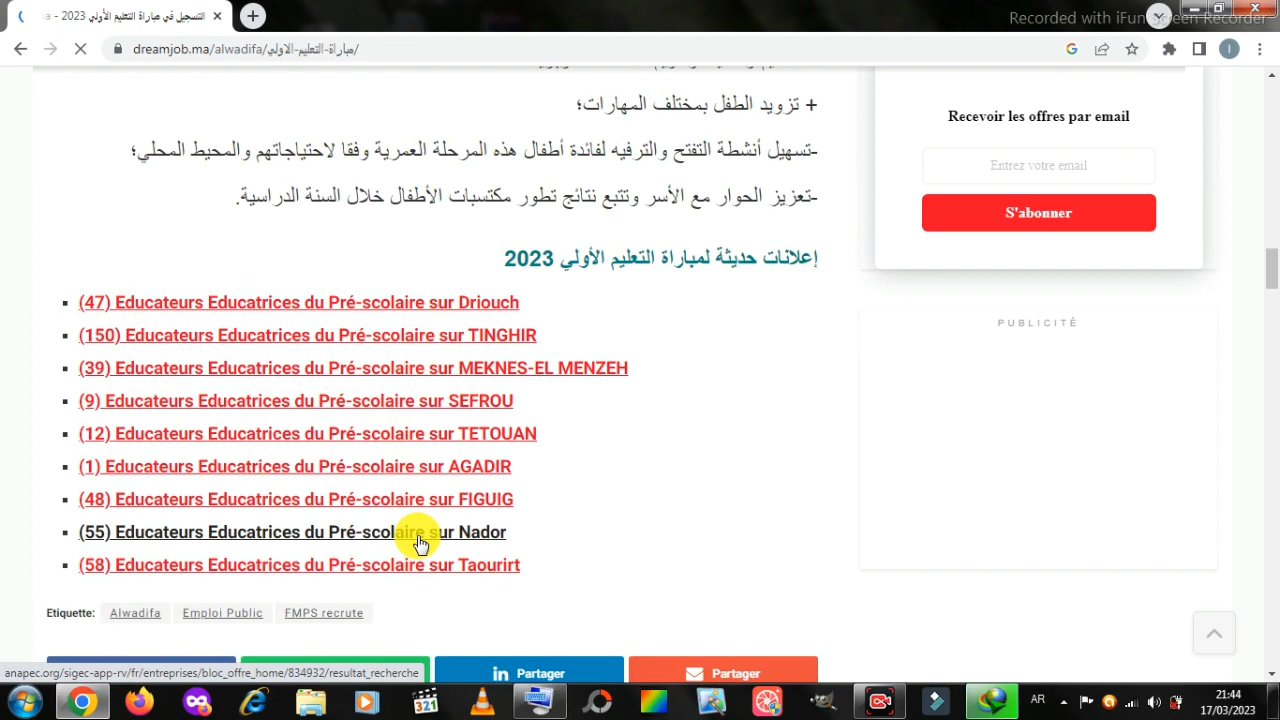 التسجيل في مباراة التعليم الأولي 2023 - a
Recorded with iFun Screen Recorder
dreamjob.ma/alwadifa/مباراة-التعليم-الاولي/
+ تزويد الطفل بمختلف المهارات؛
-تسهيل أنشطة التفتح والترفيه لفائدة أطفال هذه المرحلة العمرية وفقا لاحتياجاتهم والمحيط المحلي؛
-تعزيز الحوار مع الأسر وتتبع نتائج تطور مكتسبات الأطفال خلال السنة الدراسية.
إعلانات حديثة لمباراة التعليم الأولي 2023
(47) Educateurs Educatrices du Pré-scolaire sur Driouch
(150) Educateurs Educatrices du Pré-scolaire sur TINGHIR
(39) Educateurs Educatrices du Pré-scolaire sur MEKNES-EL MENZEH
(9) Educateurs Educatrices du Pré-scolaire sur SEFROU
(12) Educateurs Educatrices du Pré-scolaire sur TETOUAN
(1) Educateurs Educatrices du Pré-scolaire sur AGADIR
(48) Educateurs Educatrices du Pré-scolaire sur FIGUIG
(55) Educateurs Educatrices du Pré-scolaire sur Nador
(58) Educateurs Educatrices du Pré-scolaire sur Taourirt
Etiquette: Alwadifa Emploi Public FMPS recrute
Recevoir les offres par email
Entrez votre email
S'abonner
PUBLICITÉ
in Partager
Partager
anapec.org/sigec-app-rv/fr/entreprises/bloc_offre_home/834932/resultat_recherche
321
AR
21:44
17/03/2023